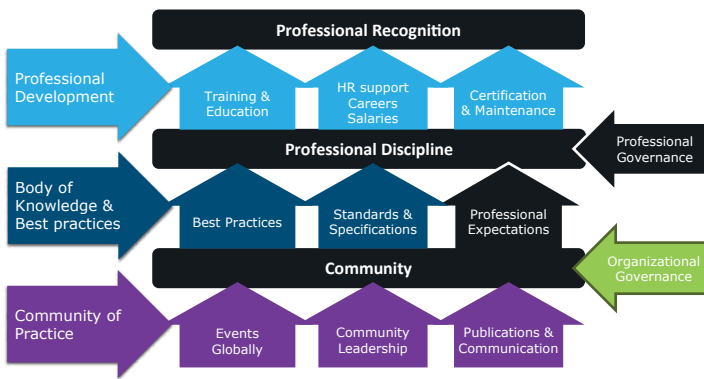 Professional Recognition
Professional
Development
Training &
Education
HR support
Careers
Salaries
Certification
& Maintenance
Professional Discipline
Professional
Governance
Body of
Knowledge &
Best practices
Best Practices
Standards &
Specifications
Professional
Expectations
Community
Organizational
Governance
Community of
Practice
Events
Globally
Community
Leadership
Publications &
Communication